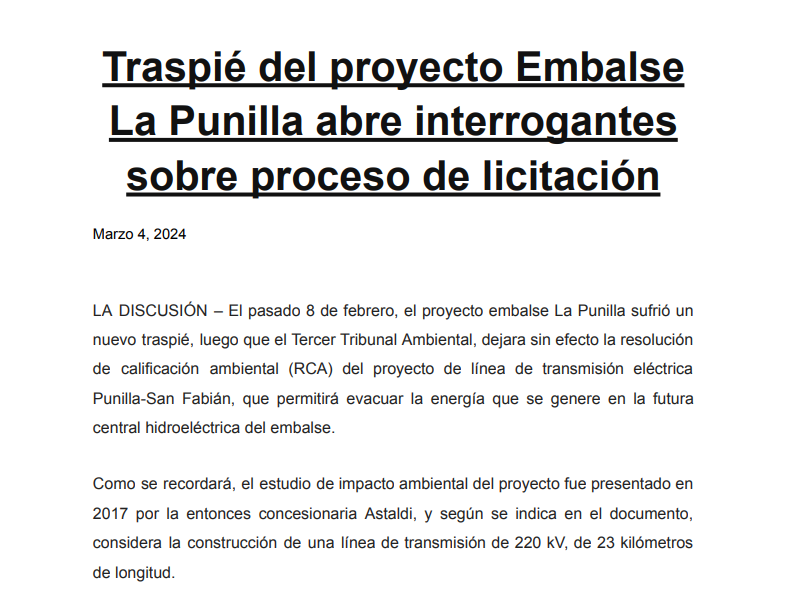 Traspié del proyecto Embalse
La Punilla abre interrogantes
sobre proceso de licitación
Marzo 4, 2024
LA DISCUSIÓN – El pasado 8 de febrero, el proyecto embalse La Punilla sufrió un
nuevo traspié, luego que el Tercer Tribunal Ambiental, dejara sin efecto la resolución
de calificación ambiental (RCA) del proyecto de línea de transmisión eléctrica
Punilla-San Fabián, que permitirá evacuar la energía que se genere en la futura
central hidroeléctrica del embalse.
Como se recordará, el estudio de impacto ambiental del proyecto fue presentado en
2017 por la entonces concesionaria Astaldi, y según se indica en el documento,
considera la construcción de una línea de transmisión de 220 kV, de 23 kilómetros
de longitud.